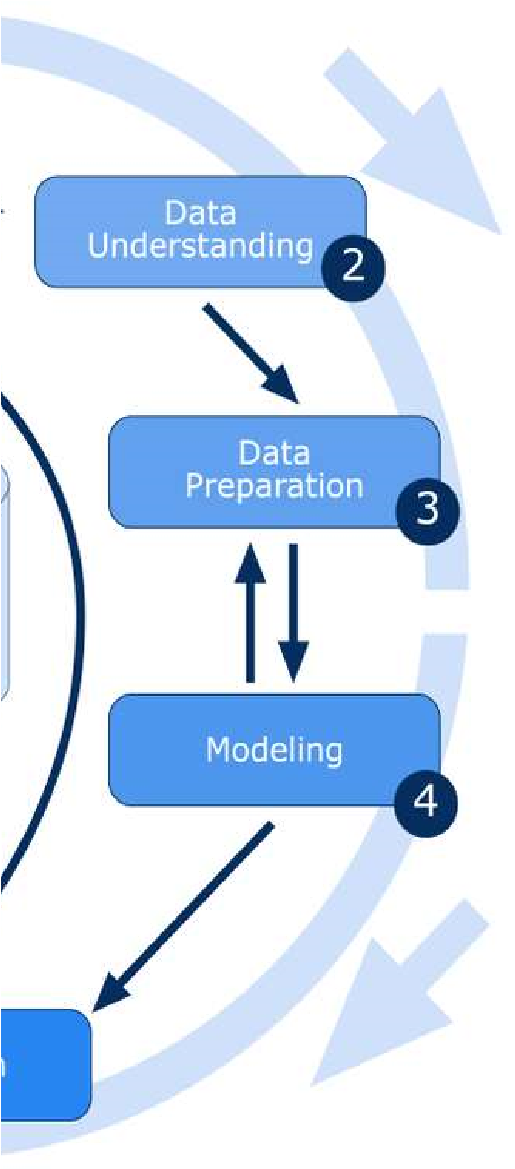 Data
Understanding
2
Data
Preparation
3
Modeling
4